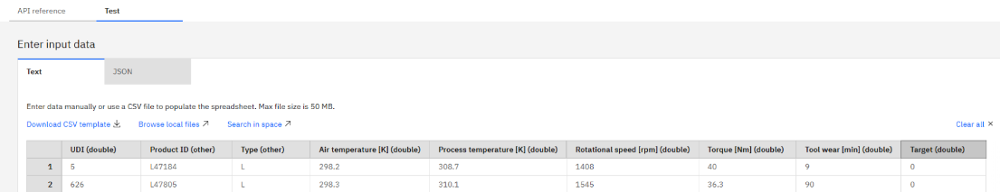 API reference Test
Enter input data
Text JSON
Enter data manually or use a CSV file to populate the spreadsheet. Max file size is 50 MB.
Download CSV template Browse local files Search in space Clear all
UDI (double) Product ID (other) Type (other) Air temperature [K] (double) Process temperature [K] (double) Rotational speed [rpm] (double) Torque [Nm] (double) Tool wear [min] (double) Target (double)
1 5 L47184 L 298.2 308.7 1408 40 9 0
2 626 L47805 L 298.3 310.1 1545 36.3 90 0